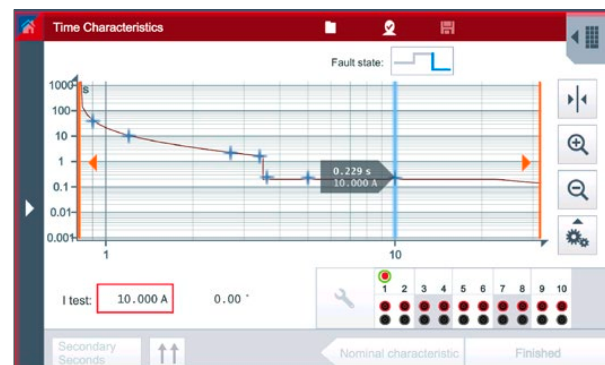 Time Characteristics
Fault state:
1000
s
100
10
1
0.1
0.01
0.001
0.229 s
10.000 A
1
10
I test:
10.000 A
0.00 °
1 2 3 4 5 6 7 8 9 10
Secondary
Seconds
Nominal characteristic
Finished